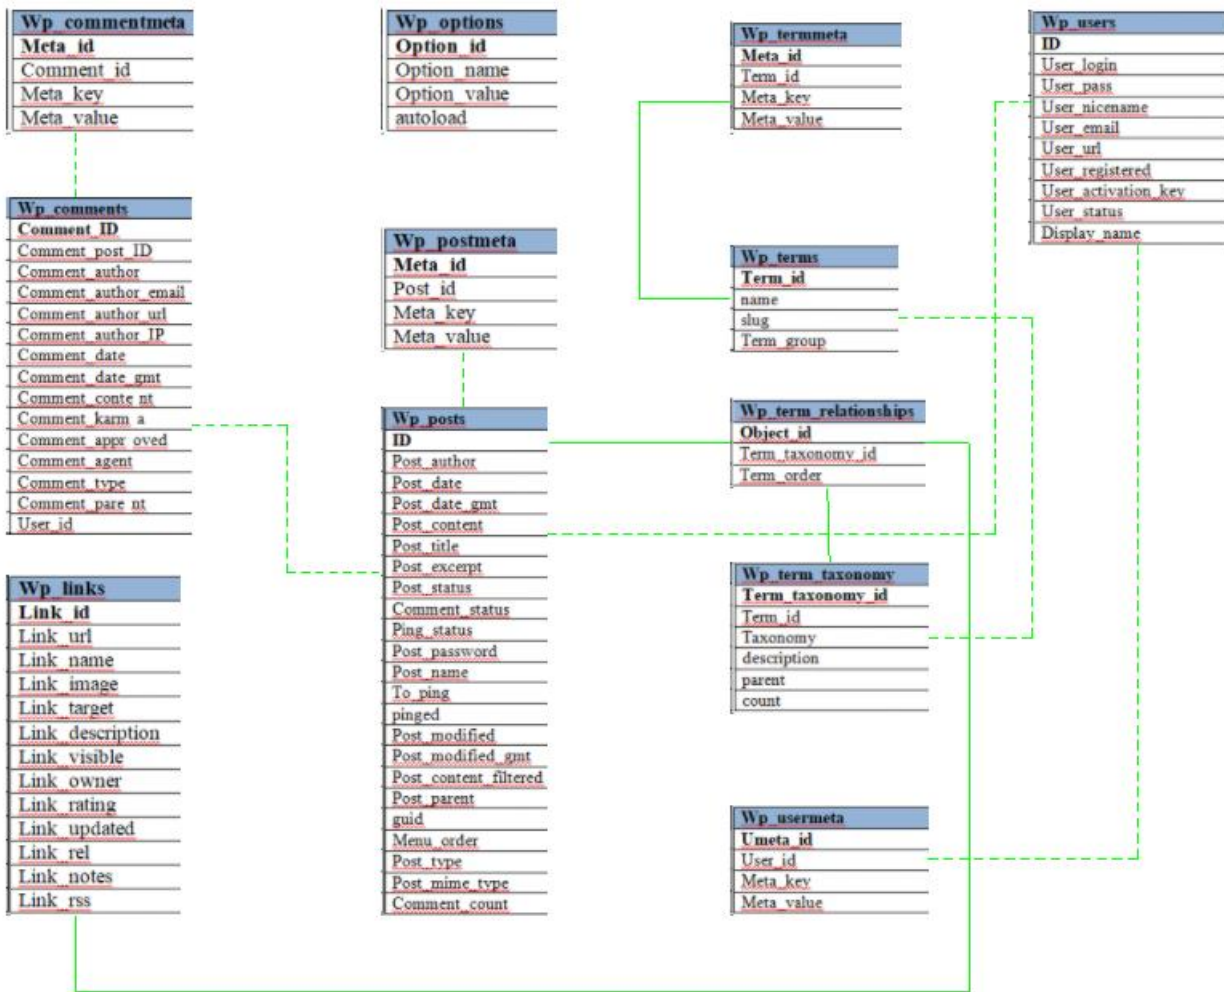 Wp_commentmeta
Meta_id
Comment_id
Meta_key
Meta_value
Wp_options
Option_id
Option_name
Option_value
autoload
Wp_termmeta
Meta_id
Term_id
Meta_key
Meta_value
Wp_users
ID
User_login
User_pass
User_nicename
User_email
User_url
User_registered
User_activation_key
User_status
Display_name
Wp_comments
Comment_ID
Comment_post_ID
Comment_author
Comment_author_email
Comment_author_url
Comment_author_IP
Comment_date
Comment_date_gmt
Comment_conte nt
Comment_karm a
Comment_appr oved
Comment_agent
Comment_type
Comment_pare nt
User_id
Wp_postmeta
Meta_id
Post_id
Meta_key
Meta_value
Wp_terms
Term_id
name
slug
Term_group
Wp_posts
ID
Post_author
Post_date
Post_date_gmt
Post_content
Post_title
Post_excerpt
Post_status
Comment_status
Ping_status
Post_password
Post_name
To_ping
pinged
Post_modified
Post_modified_gmt
Post_content_filtered
Post_parent
guid
Menu_order
Post_type
Post_mime_type
Comment_count
Wp_term_relationships
Object_id
Term_taxonomy_id
Term_order
Wp_term_taxonomy
Term_taxonomy_id
Term_id
Taxonomy
description
parent
count
Wp_links
Link_id
Link_url
Link_name
Link_image
Link_target
Link_description
Link_visible
Link_owner
Link_rating
Link_updated
Link_rel
Link_notes
Link_rss
Wp_usermeta
Umeta_id
User_id
Meta_key
Meta_value